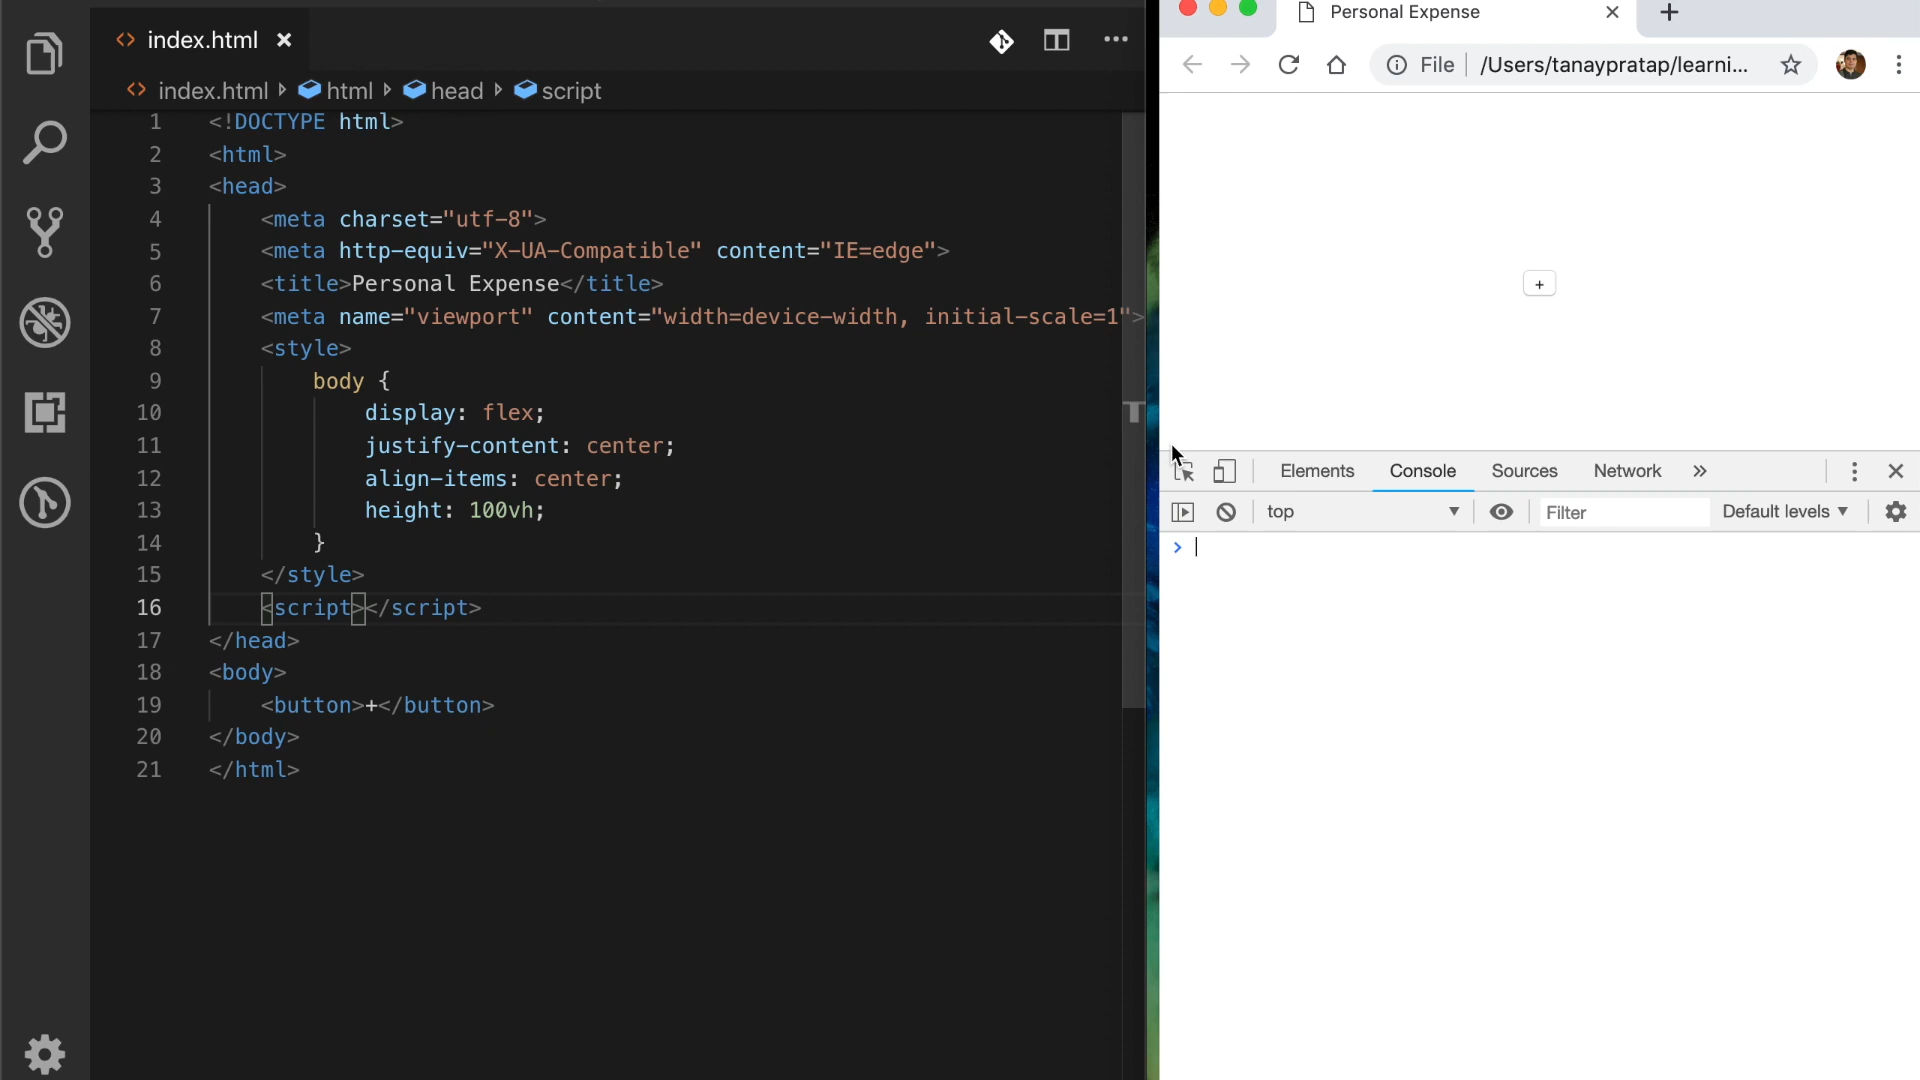 index.html
index.html html head script
1 <!DOCTYPE html>
2 <html>
3 <head>
4 <meta charset="utf-8">
5 <meta http-equiv="X-UA-Compatible" content="IE=edge">
6 <title>Personal Expense</title>
7 <meta name="viewport" content="width=device-width, initial-scale=1">
8 <style>
9 body {
10 display: flex;
11 justify-content: center;
12 align-items: center;
13 height: 100vh;
14 }
15 </style>
16 <script></script>
17 </head>
18 <body>
19 <button>+</button>
20 </body>
21 </html>
Personal Expense
File /Users/tanaypratap/learni...
+
Elements Console Sources Network
top Filter Default levels